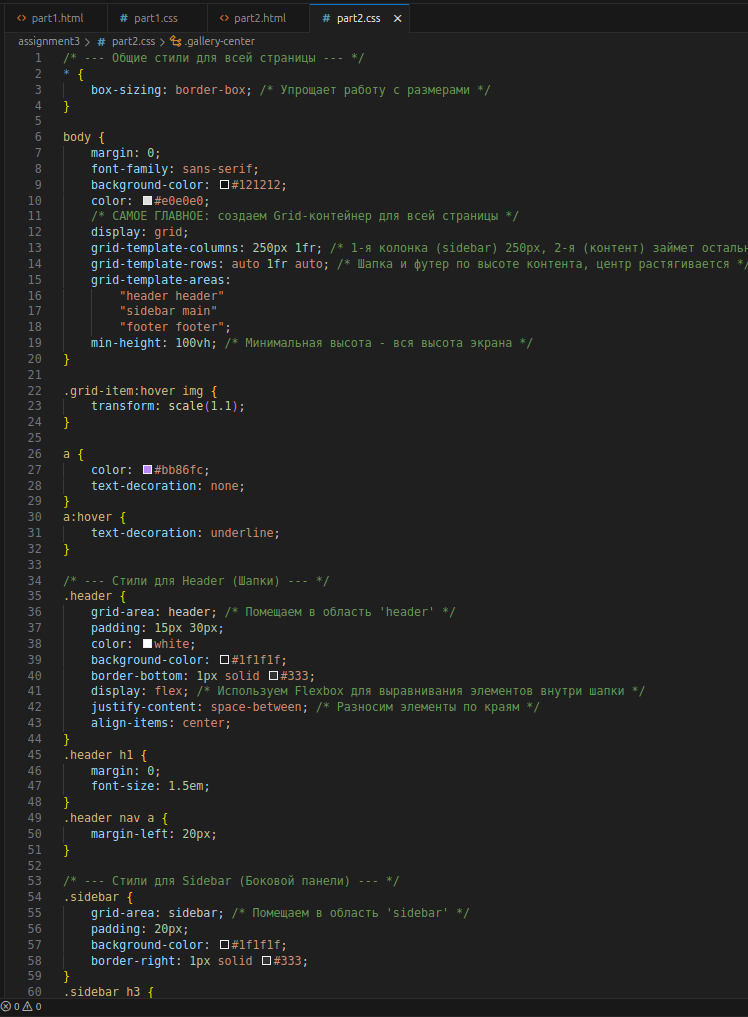 part1.html
part1.css
part2.html
part2.css
assignment3 > part2.css > .gallery-center
1 /* --- Общие стили для всей страницы --- */
2 * {
3 box-sizing: border-box; /* Упрощает работу с размерами */
4 }
5
6 body {
7 margin: 0;
8 font-family: sans-serif;
9 background-color: #121212;
10 color: #e0e0e0;
11 /* САМОЕ ГЛАВНОЕ: создаем Grid-контейнер для всей страницы */
12 display: grid;
13 grid-template-columns: 250px 1fr; /* 1-я колонка (sidebar) 250px, 2-я (контент) займет осталь
14 grid-template-rows: auto 1fr auto; /* Шапка и футер по высоте контента, центр растягивается */
15 grid-template-areas:
16 "header header"
17 "sidebar main"
18 "footer footer";
19 min-height: 100vh; /* Минимальная высота - вся высота экрана */
20 }
21
22 .grid-item:hover img {
23 transform: scale(1.1);
24 }
25
26 a {
27 color: #bb86fc;
28 text-decoration: none;
29 }
30 a:hover {
31 text-decoration: underline;
32 }
33
34 /* --- Стили для Header (Шапки) --- */
35 .header {
36 grid-area: header; /* Помещаем в область 'header' */
37 padding: 15px 30px;
38 color: white;
39 background-color: #1f1f1f;
40 border-bottom: 1px solid #333;
41 display: flex; /* Используем Flexbox для выравнивания элементов внутри шапки */
42 justify-content: space-between; /* Разносим элементы по краям */
43 align-items: center;
44 }
45 .header h1 {
46 margin: 0;
47 font-size: 1.5em;
48 }
49 .header nav a {
50 margin-left: 20px;
51 }
52
53 /* --- Стили для Sidebar (Боковой панели) --- */
54 .sidebar {
55 grid-area: sidebar; /* Помещаем в область 'sidebar' */
56 padding: 20px;
57 background-color: #1f1f1f;
58 border-right: 1px solid #333;
59 }
60 .sidebar h3 {
0 0